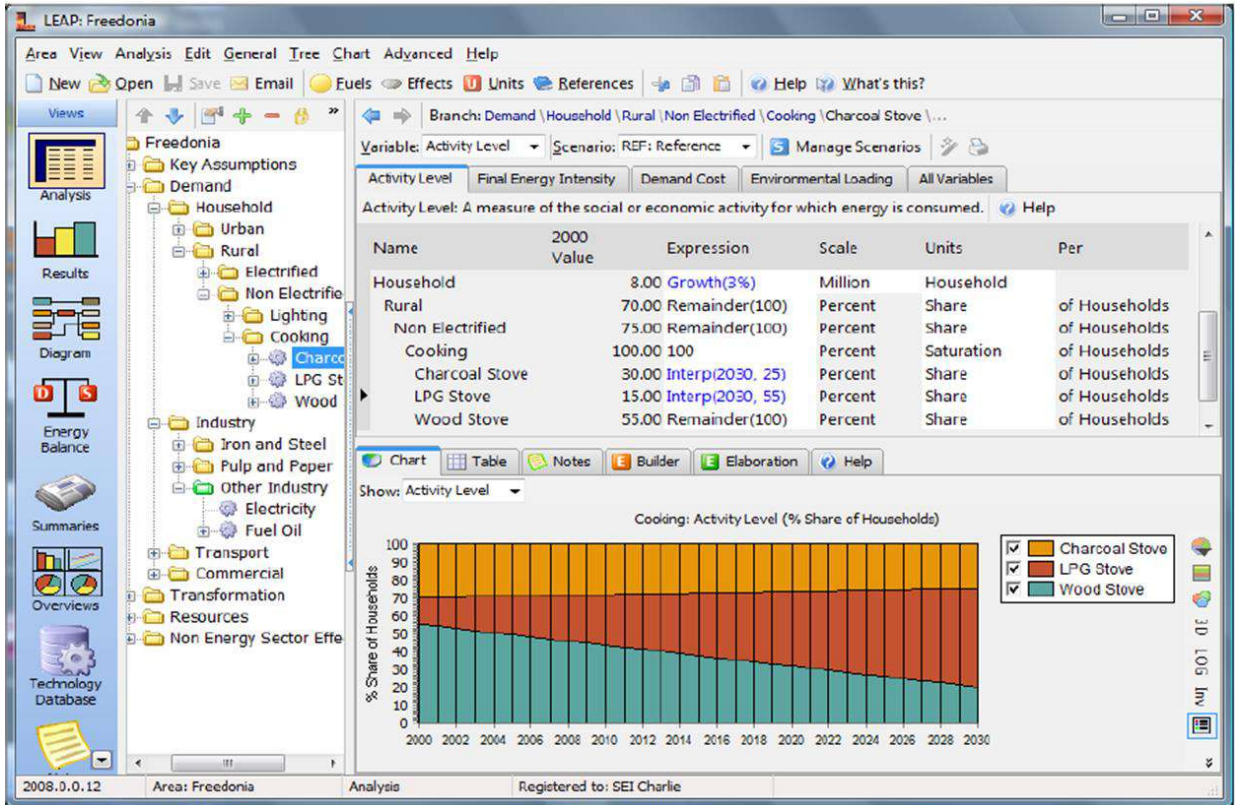 LEAP: Freedonia
Area View Analysis Edit General Tree Chart Advanced Help
New Open Save Email Fuels Effects Units References Help What's this?
Views
Analysis
Results
Diagram
Energy Balance
Summaries
Overviews
Technology Database
Freedonia
Key Assumptions
Demand
Household
Urban
Rural
Electrified
Non Electrifie
Lighting
Cooking
Charco
LPG St
Wood
Industry
Iron and Steel
Pulp and Paper
Other Industry
Electricity
Fuel Oil
Transport
Commercial
Transformation
Resources
Non Energy Sector Effe
Branch: Demand \Household \Rural \Non Electrified \Cooking \Charcoal Stove \...
Variable: Activity Level Scenario: REF: Reference Manage Scenarios
Activity Level Final Energy Intensity Demand Cost Environmental Loading All Variables
Activity Level: A measure of the social or economic activity for which energy is consumed. Help
Name 2000 Value Expression Scale Units Per
Household 8.00 Growth(3%) Million Household
Rural 70.00 Remainder(100) Percent Share of Households
Non Electrified 75.00 Remainder(100) Percent Share of Households
Cooking 100.00 100 Percent Saturation of Households
Charcoal Stove 30.00 Interp(2030, 25) Percent Share of Households
LPG Stove 15.00 Interp(2030, 55) Percent Share of Households
Wood Stove 55.00 Remainder(100) Percent Share of Households
Chart Table Notes Builder Elaboration Help
Show: Activity Level
Cooking: Activity Level (% Share of Households)
% Share of Households
100
90
80
70
60
50
40
30
20
10
0
2000 2002 2004 2006 2008 2010 2012 2014 2016 2018 2020 2022 2024 2026 2028 2030
Charcoal Stove
LPG Stove
Wood Stove
3D
LOG
Inv
2008.0.0.12 Area: Freedonia Analysis Registered to: SEI Charlie